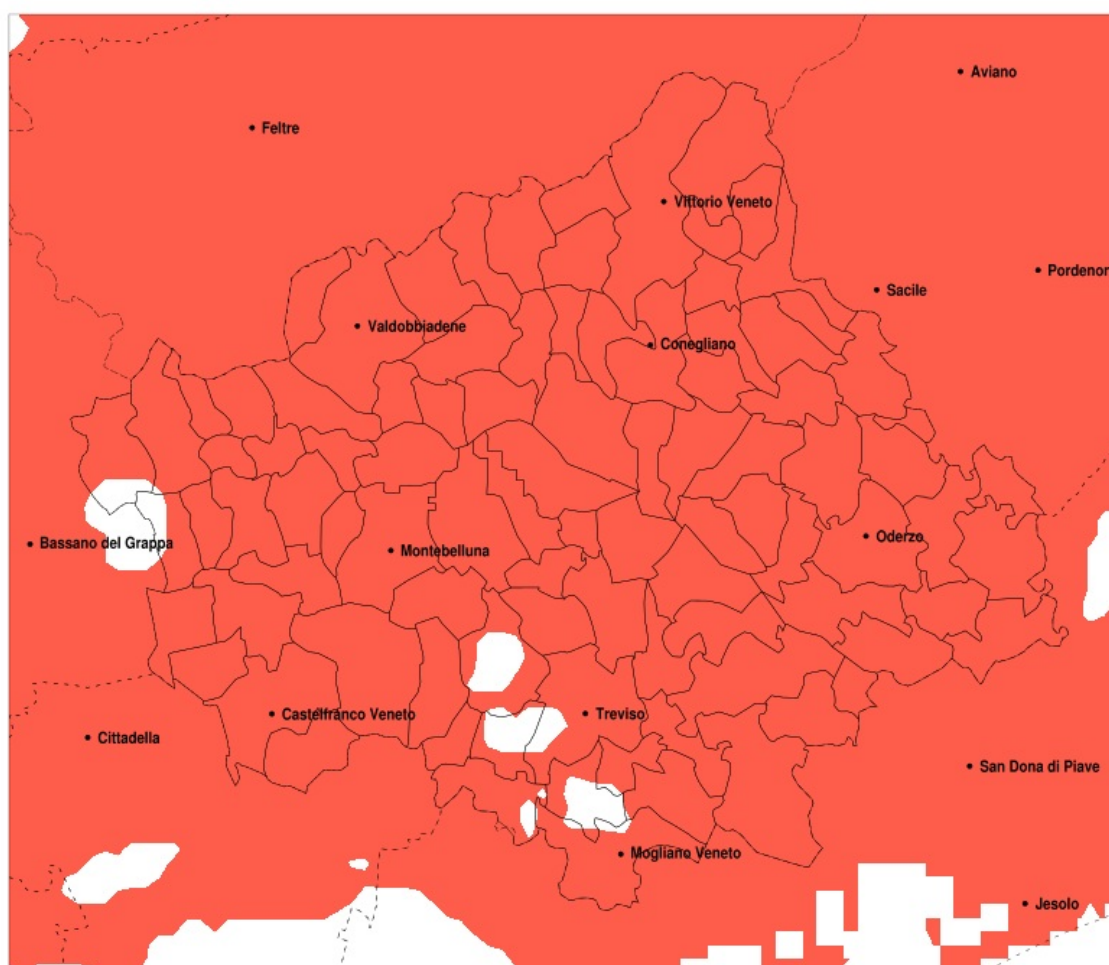 Aviano
Feltre
Vittorio Veneto
Pordenor
Sacile
Valdobbiadene
Conegliano
Oderzo
Bassano del Grappa
Montebelluna
Castelfranco Veneto
Treviso
Cittadella
San Dona di Piave
Mogliano Veneto
Jesolo